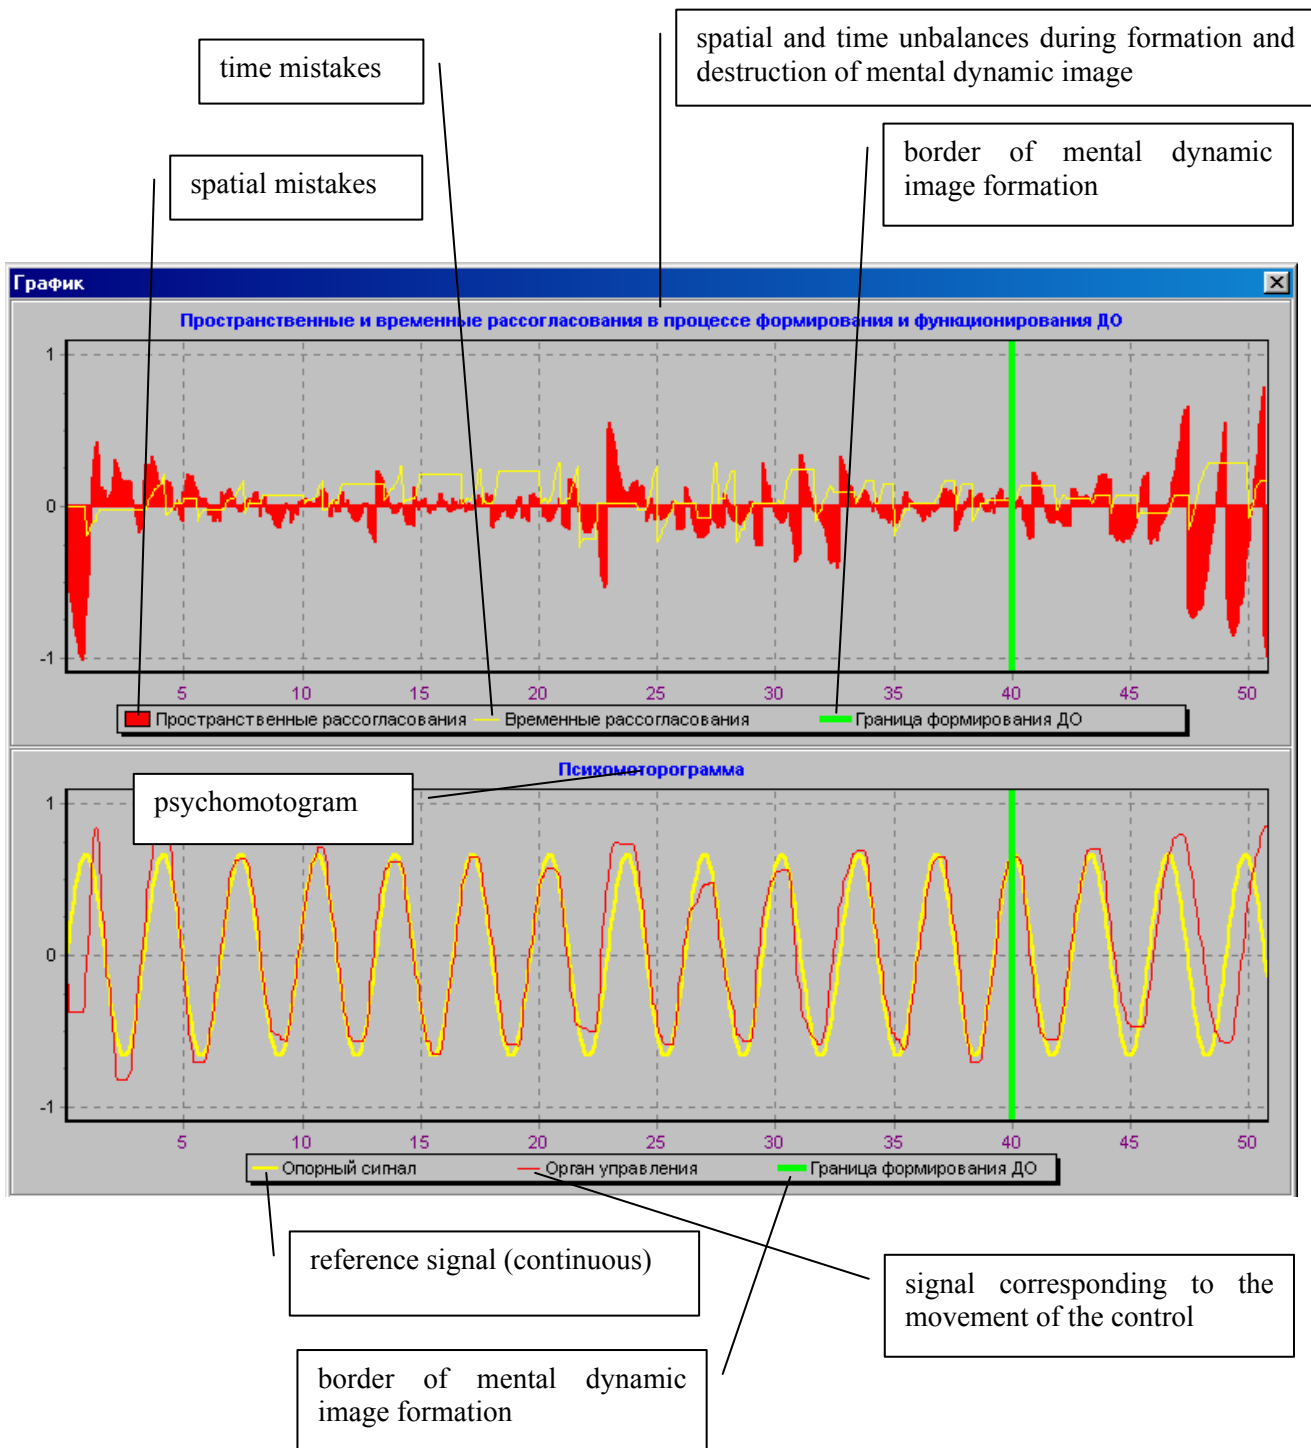 spatial and time unbalances during formation and
destruction of mental dynamic image
time mistakes
border of mental dynamic
image formation
spatial mistakes
График
Пространственные и временные рассогласования в процессе формирования и функционирования ДО
1
0
-1
5 10 15 20 25 30 35 40 45 50
Пространственные рассогласования Временные рассогласования Граница формирования ДО
Психомоторограмма
psychomotogram
1
0
-1
5 10 15 20 25 30 35 40 45 50
Опорный сигнал Орган управления Граница формирования ДО
reference signal (continuous)
signal corresponding to the
movement of the control
border of mental dynamic
image formation